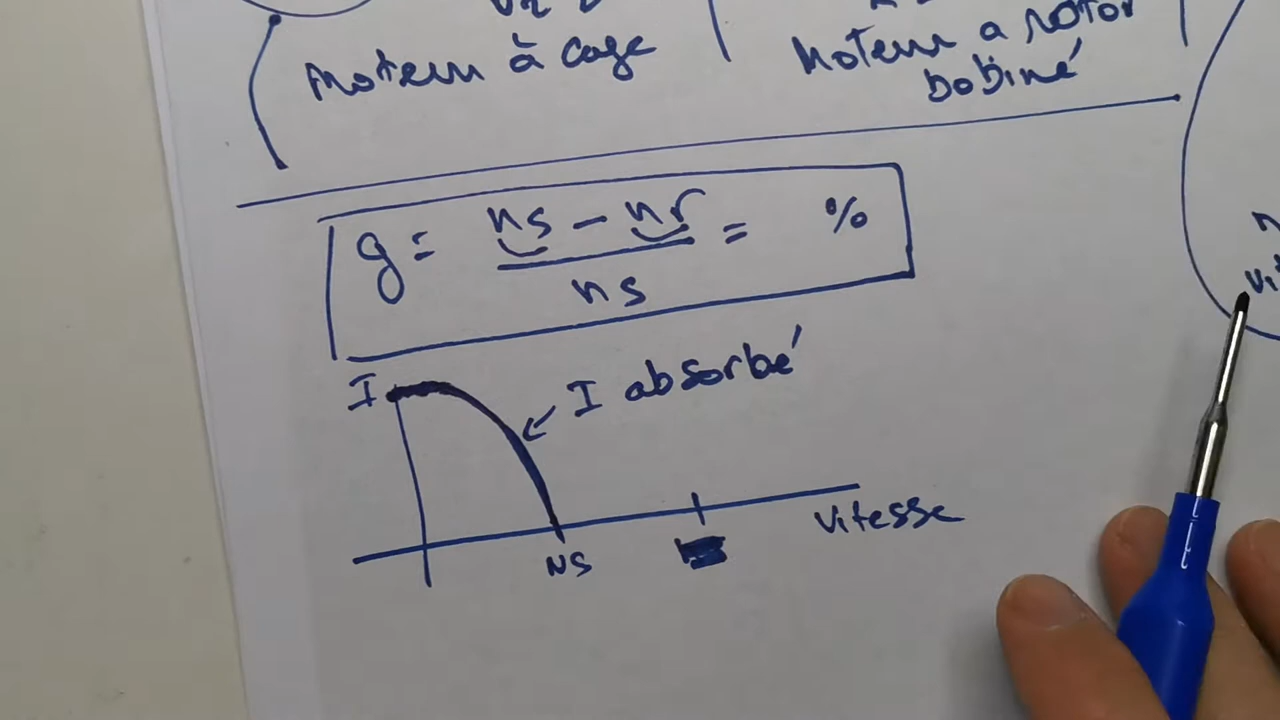 moteur à cage
moteur a rotor
bobiné
g = ns - nr = %
ns
I
I absorbé
NS
vitesse